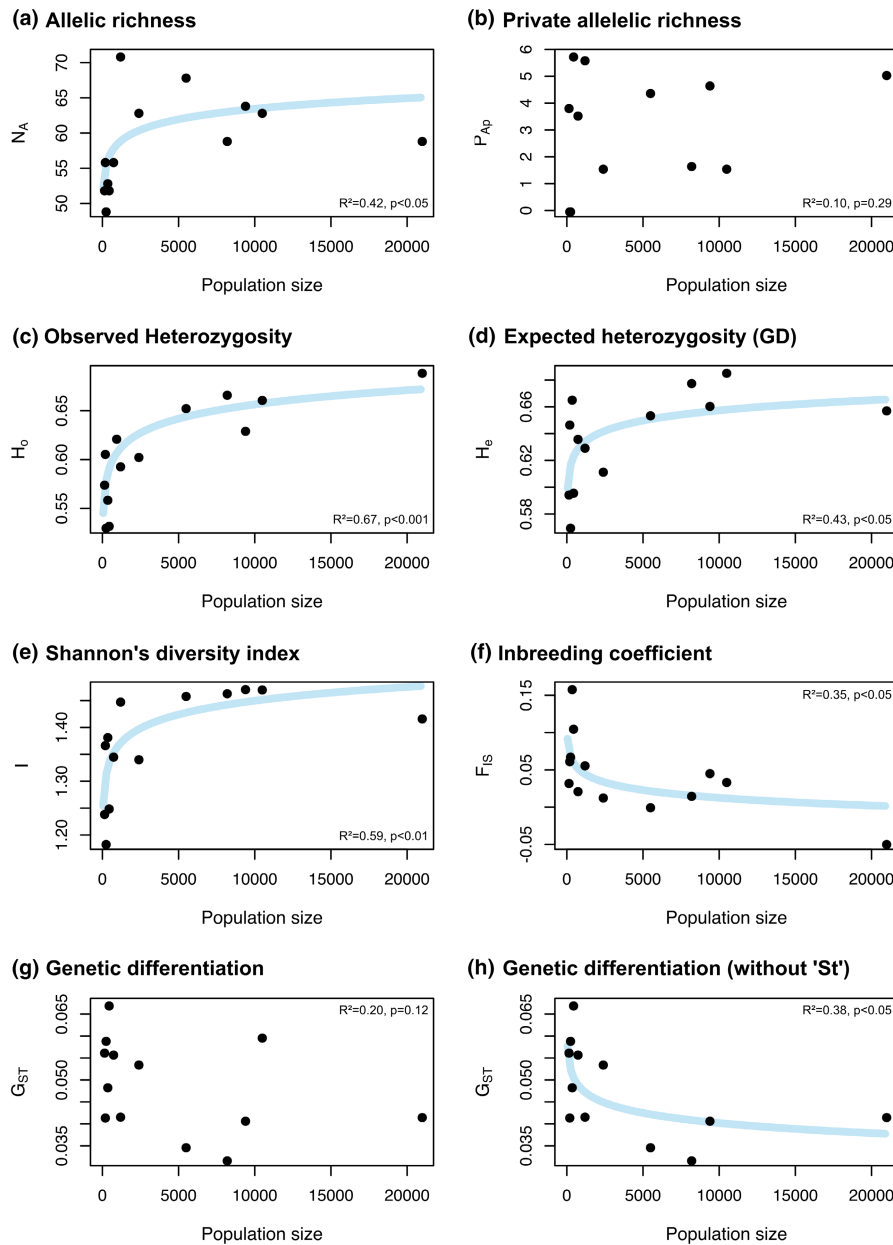 (a) Allelic richness
70
65
60
55
50
N_A
R²=0.42, p<0.05
0 5000 10000 15000 20000
Population size
(b) Private allelelic richness
6
5
4
3
2
1
0
P_Ap
R²=0.10, p=0.29
0 5000 10000 15000 20000
Population size
(c) Observed Heterozygosity
0.65
0.60
0.55
H_o
R²=0.67, p<0.001
0 5000 10000 15000 20000
Population size
(d) Expected heterozygosity (GD)
0.66
0.62
0.58
H_e
R²=0.43, p<0.05
0 5000 10000 15000 20000
Population size
(e) Shannon's diversity index
1.40
1.30
1.20
I
R²=0.59, p<0.01
0 5000 10000 15000 20000
Population size
(f) Inbreeding coefficient
0.15
0.05
-0.05
F_IS
R²=0.35, p<0.05
0 5000 10000 15000 20000
Population size
(g) Genetic differentiation
0.065
0.050
0.035
G_ST
R²=0.20, p=0.12
0 5000 10000 15000 20000
Population size
(h) Genetic differentiation (without 'St')
0.065
0.050
0.035
G_ST
R²=0.38, p<0.05
0 5000 10000 15000 20000
Population size